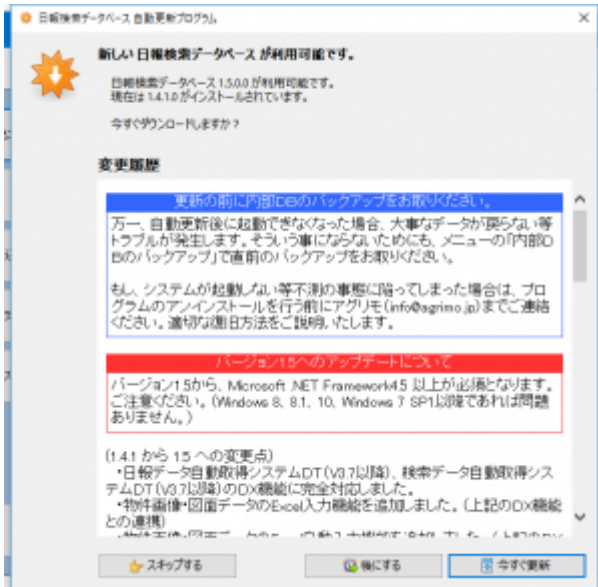 日報検索データベース 自動更新プログラム
新しい 日報検索データベース が利用可能です。
日報検索データベース 1.5.0.0 が利用可能です。
現在は 1.4.1.0 がインストールされています。
今すぐダウンロードしますか?
変更履歴
更新の前に内部DBのバックアップをお取りください。
万一、自動更新後に起動できなくなった場合、大事なデータが戻らない等
トラブルが発生します。そういう事にならないためにも、メニューの「内部D
Bのバックアップ」で直前のバックアップをお取りください。
もし、システムが起動しない等不測の事態に陥ってしまった場合は、プロ
グラムのアンインストールを行う前にアグリモ(info@agrimo.jp)までご連絡
ください。適切な復旧方法をご説明いたします。
バージョン1.5へのアップデートについて
バージョン1.5から、Microsoft .NET Framework4.5 以上が必須となります。
ご注意ください。(Windows 8、8.1、10、Windows 7 SP1以降であれば問題
ありません。)
(1.4.1 から 1.5 への変更点)
・日報データ自動取得システムDT(V3.7以降)、検索データ自動取得シス
テムDT(V3.7以降)のDX機能に完全対応しました。
・物件画像・図面データのExcel入力機能を追加しました。(上記のDX機能
との連携)
スキップする
後にする
今すぐ更新